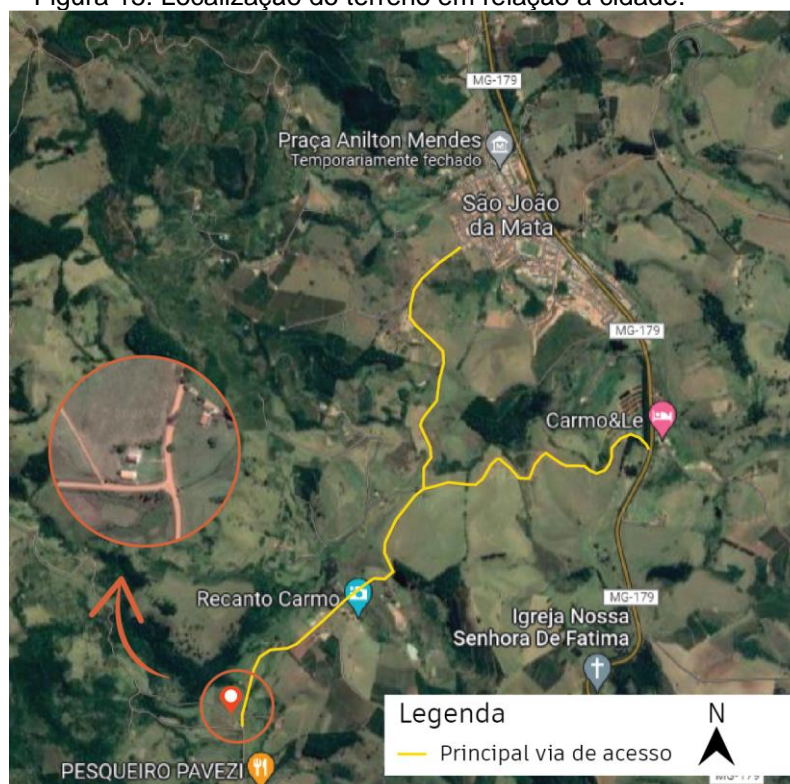 Figura 15: Localização do terreno em relação à cidade.
MG-179
Praça Anilton Mendes
Temporariamente fechado
São João
da Mata
MG-179
Carmo&Le
Recanto Carmo
MG-179
Igreja Nossa
Senhora De Fatima
Legenda
N
Principal via de acesso
PESQUEIRO PAVEZI
MG-179